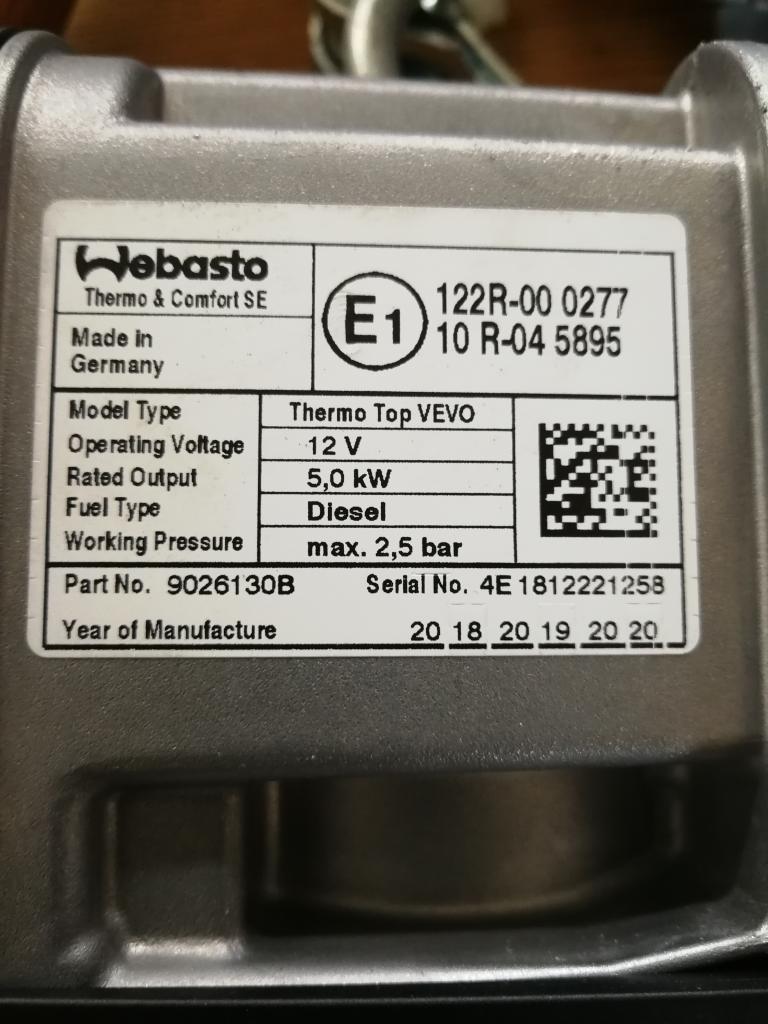 Webasto
Thermo & Comfort SE
Made in
Germany
E1
122R-00 0277
10 R-04 5895
Model Type Thermo Top VEVO
Operating Voltage 12 V
Rated Output 5,0 kW
Fuel Type Diesel
Working Pressure max. 2,5 bar
Part No. 9026130B Serial No. 4E1812221258
Year of Manufacture 20 18 20 19 20 20